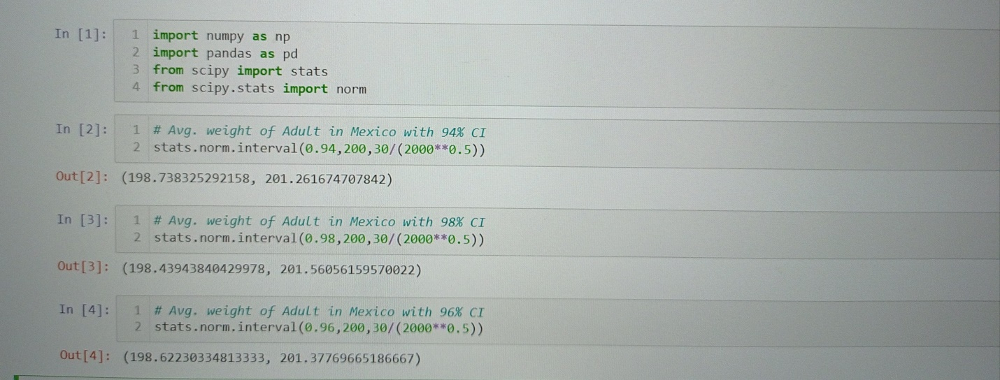 In [1]:
1 import numpy as np
2 import pandas as pd
3 from scipy import stats
4 from scipy.stats import norm
In [2]:
1 # Avg. weight of Adult in Mexico with 94% CI
2 stats.norm.interval(0.94,200,30/(2000**0.5))
Out[2]: (198.738325292158, 201.261674707842)
In [3]:
1 # Avg. weight of Adult in Mexico with 98% CI
2 stats.norm.interval(0.98,200,30/(2000**0.5))
Out[3]: (198.43943840429978, 201.56056159570022)
In [4]:
1 # Avg. weight of Adult in Mexico with 96% CI
2 stats.norm.interval(0.96,200,30/(2000**0.5))
Out[4]: (198.62230334813333, 201.37769665186667)